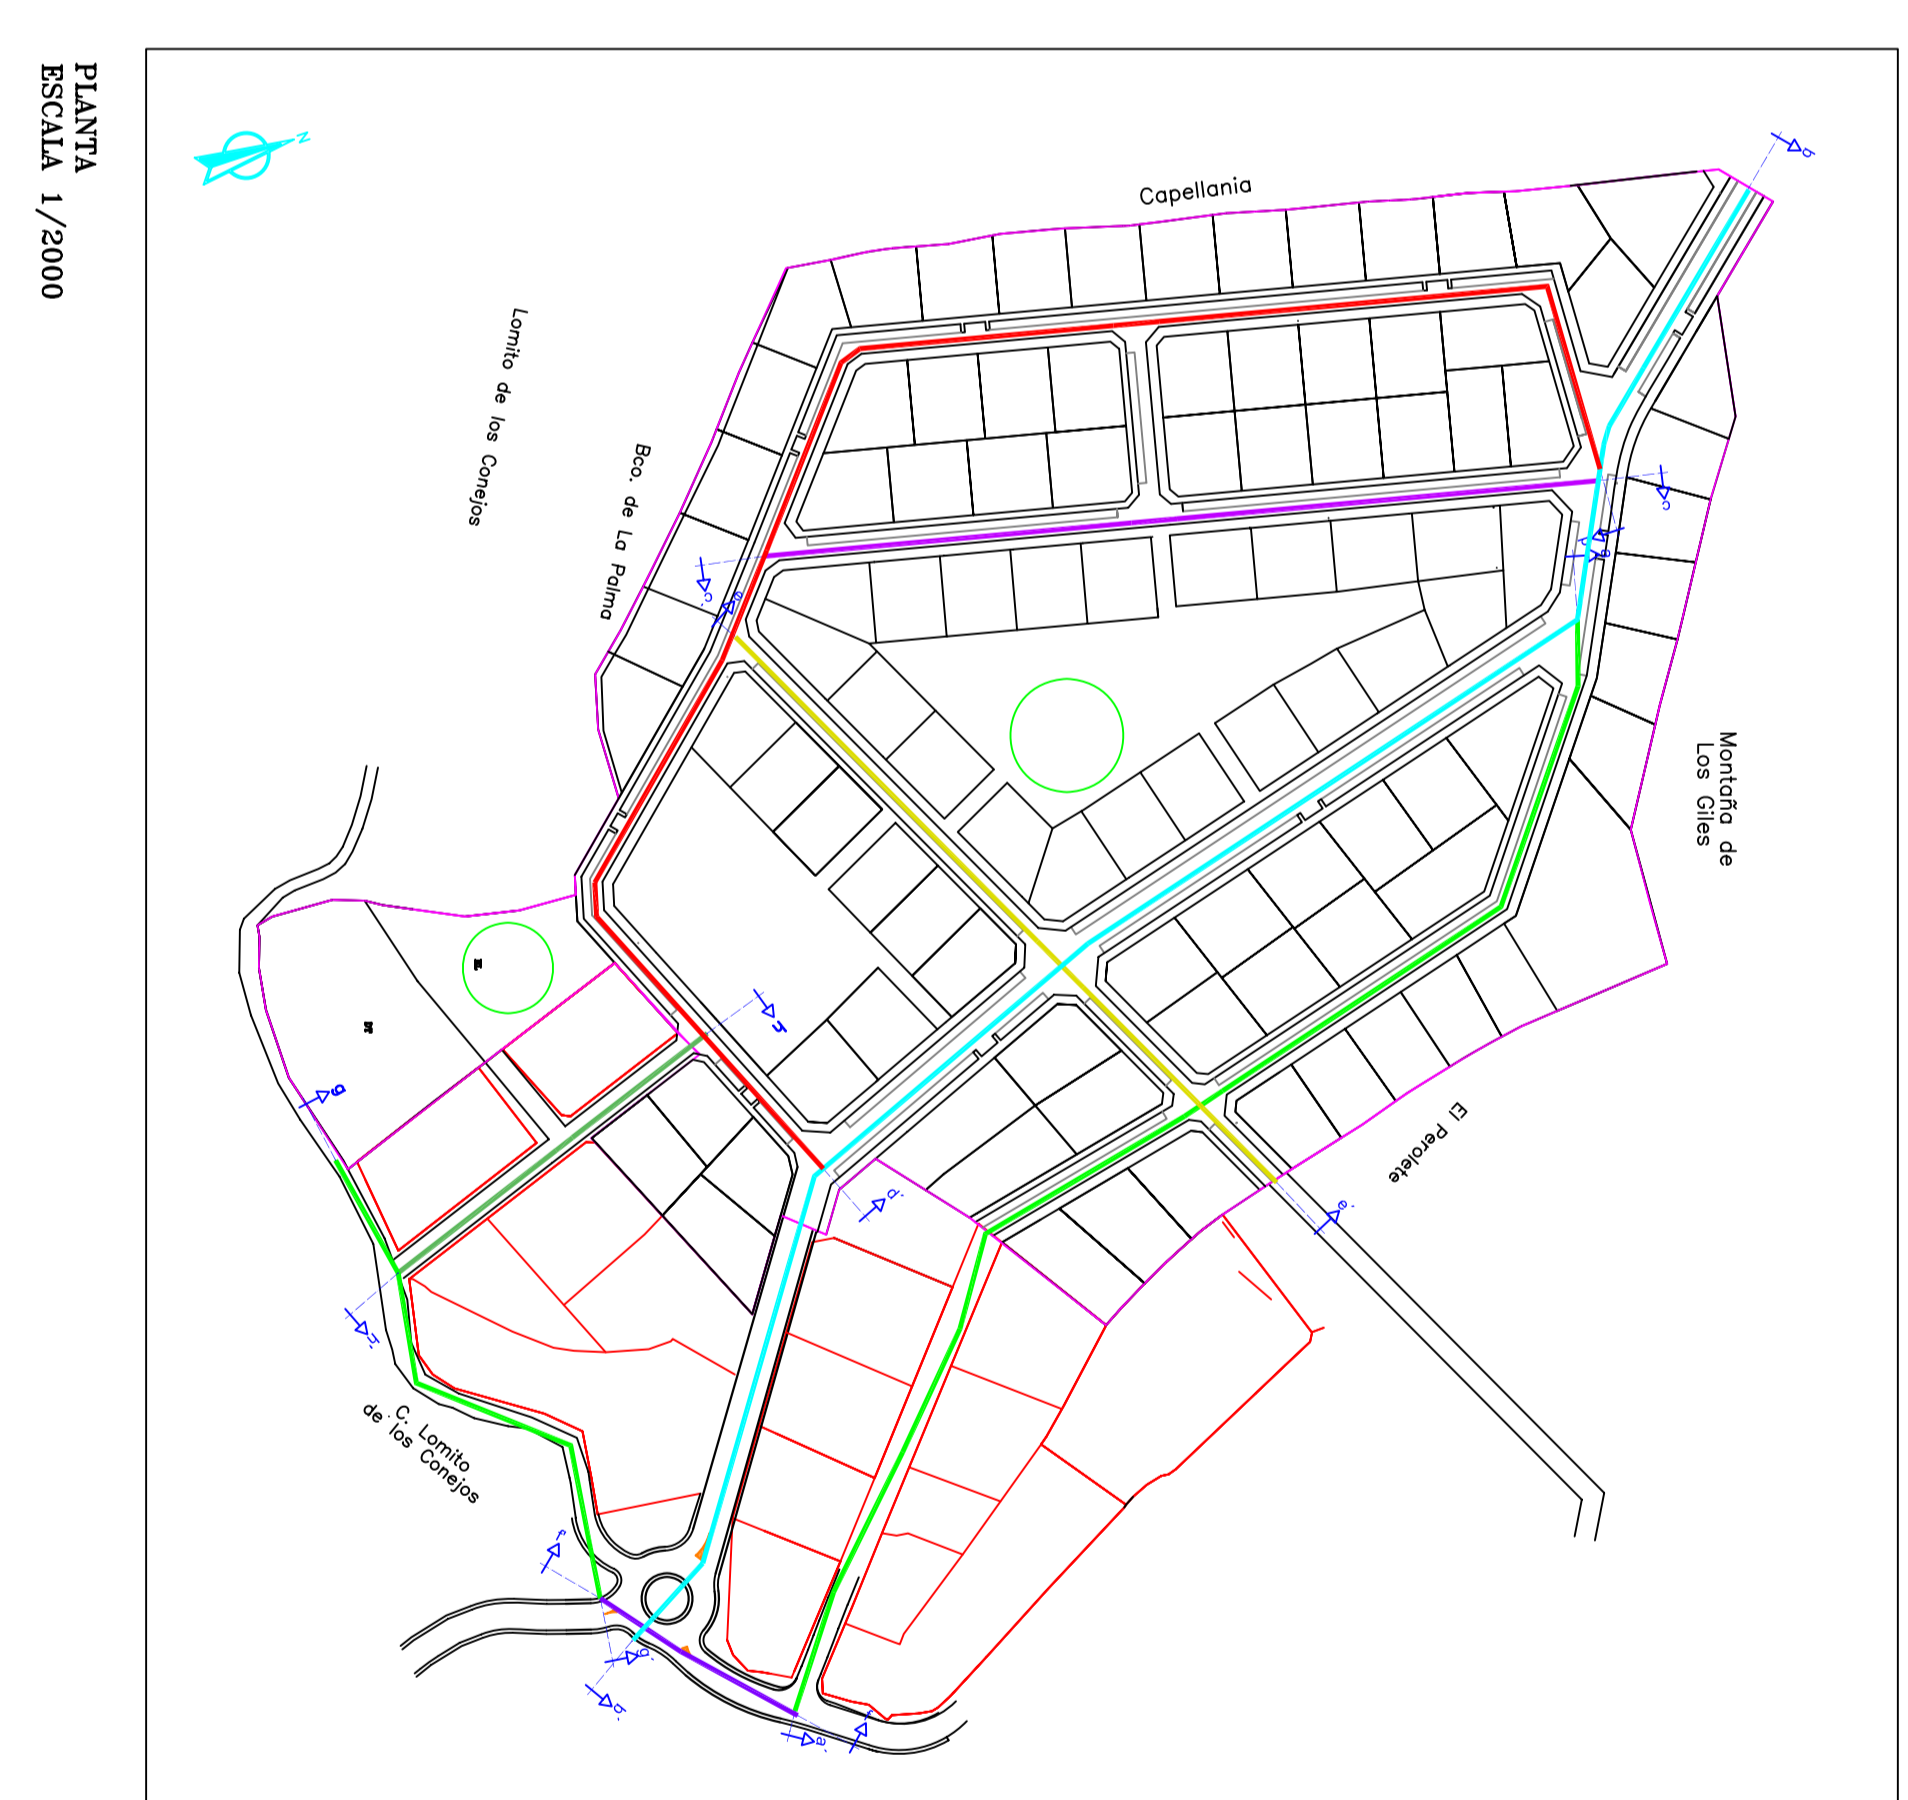 PLANTA
ESCALA 1/2000
N
Capellania
b
Lomito de los Conejos
Bco. de La Palma
c
d
a
c'
e
Montaña de
Los Giles
h
g
El Perolete
d'
e'
h'
C. Lomito
de los Conejos
f
g'
b'
f'
a'